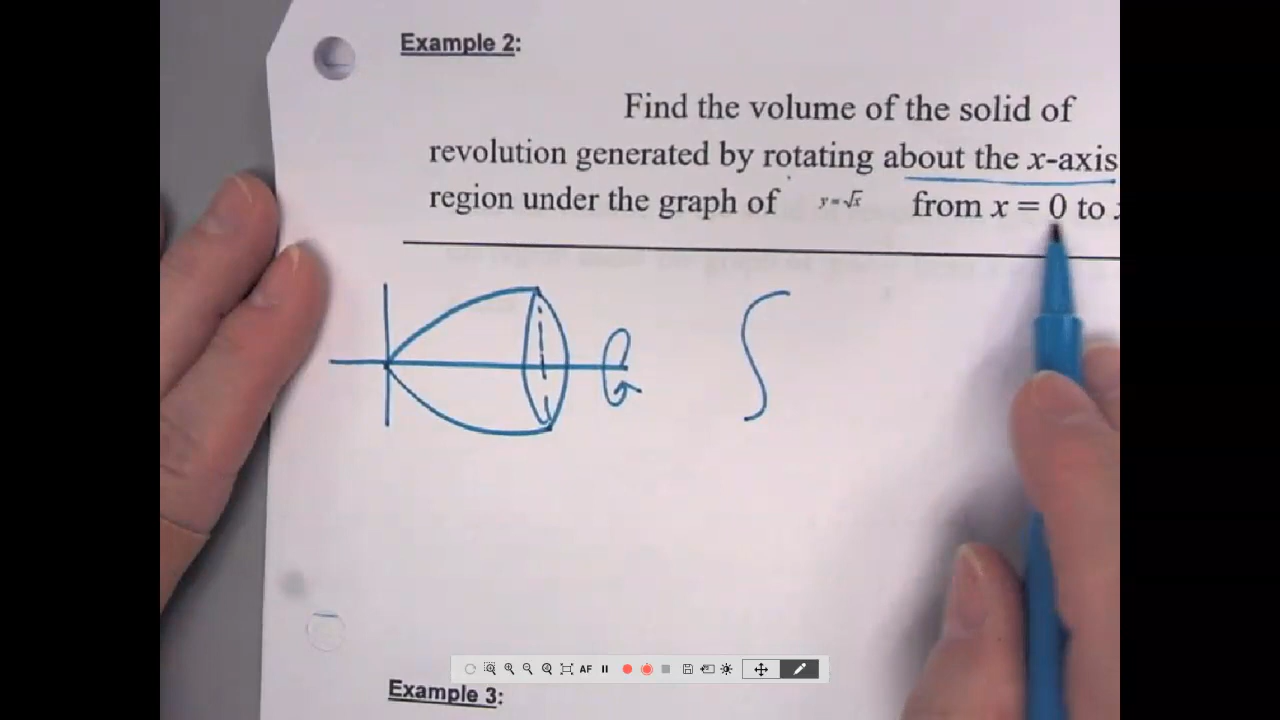 Example 2:
Find the volume of the solid of
revolution generated by rotating about the x-axis
region under the graph of y=√x from x = 0 to
∫
AF
Example 3: